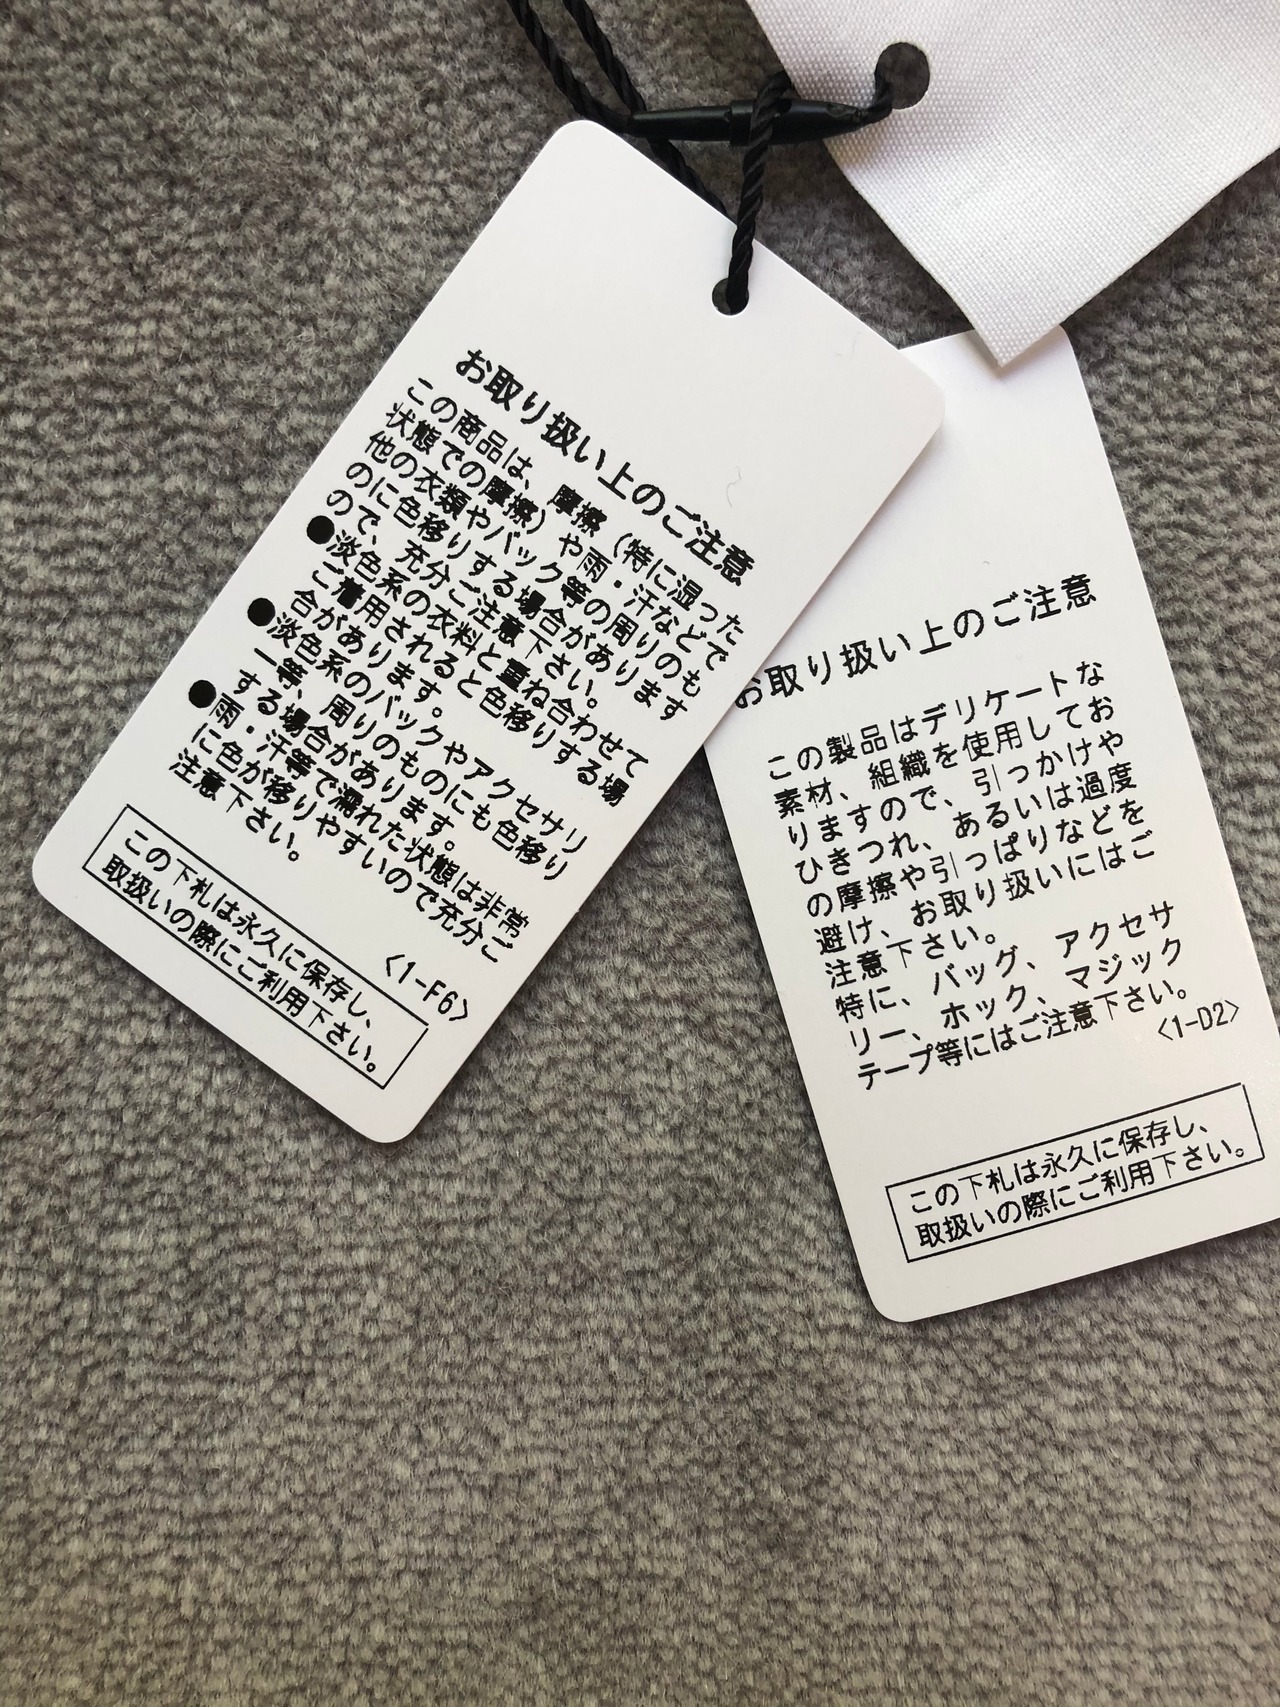 お取り扱い上のご注意
この商品は、摩擦（特に湿った
状態での摩擦）や雨・汗などで
他の衣類やバック等の周りのも
のに色移りする場合があります
ので、充分ご注意下さい。
●淡色系の衣料と重ね合わせて
ご着用されると色移りする場
合があります。
●淡色系のバックやアクセサリ
ー等、周りのものにも色移り
する場合があります。
●雨・汗等で濡れた状態は非常
に色が移りやすいので充分ご
注意下さい。
〈1-F6〉
この下札は永久に保存し、
取扱いの際にご利用下さい。
お取り扱い上のご注意
この製品はデリケートな
素材、組織を使用してお
りますので、引っかけや
ひきつれ、あるいは過度
の摩擦や引っぱりなどを
避け、お取り扱いにはご
注意下さい。
特に、バッグ、アクセサ
リー、ホック、マジック
テープ等にはご注意下さい。
〈1-D2〉
この下札は永久に保存し、
取扱いの際にご利用下さい。